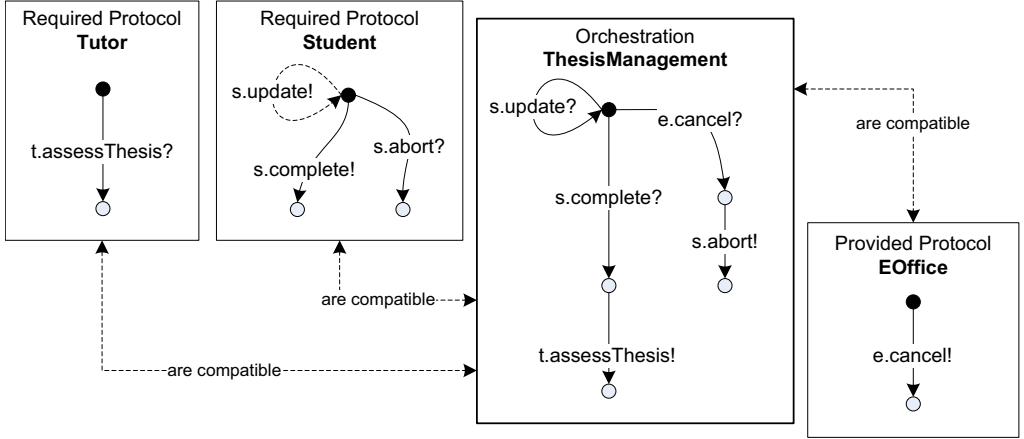 Required Protocol
Tutor
t.assessThesis?
Required Protocol
Student
s.update!
s.abort?
s.complete!
Orchestration
ThesisManagement
s.update?
e.cancel?
s.complete?
s.abort!
t.assessThesis!
are compatible
Provided Protocol
EOffice
e.cancel!
are compatible
are compatible